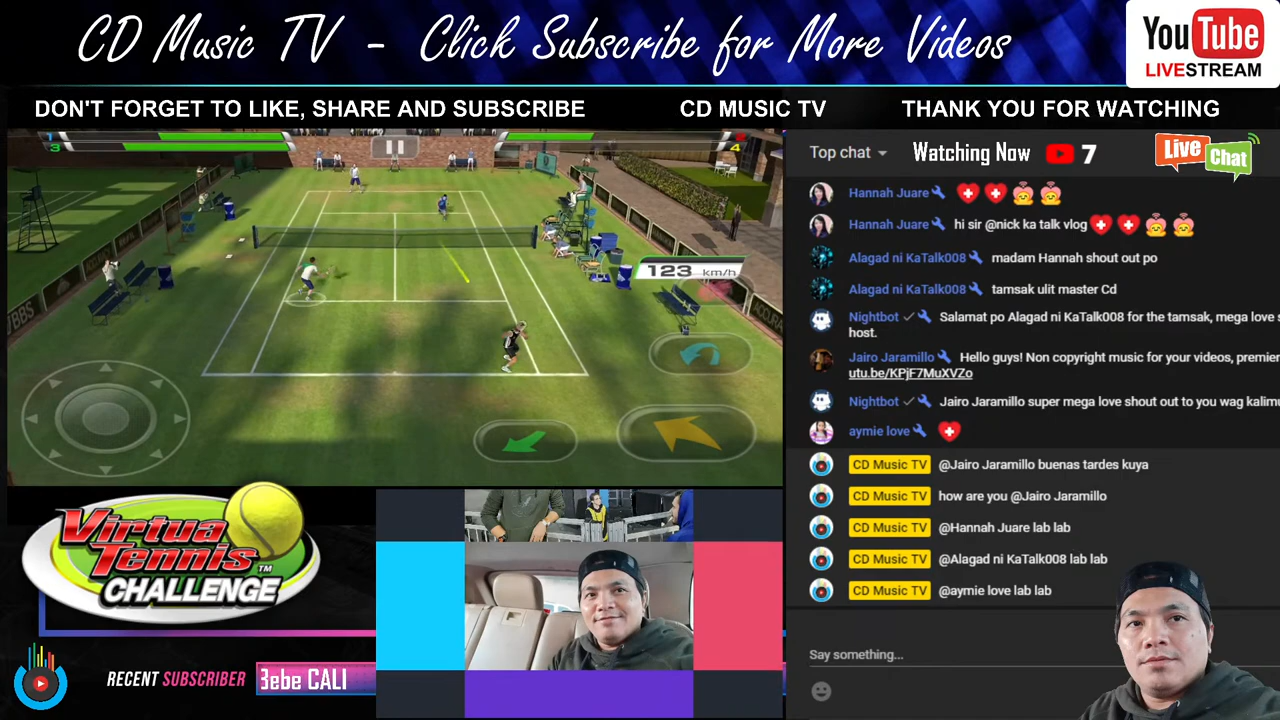 CD Music TV - Click Subscribe for More Videos
YouTube
LIVESTREAM
DON'T FORGET TO LIKE, SHARE AND SUBSCRIBE
CD MUSIC TV
THANK YOU FOR WATCHING
3
4
123 km/h
Top chat
Watching Now
7
Live Chat
Hannah Juare
Hannah Juare hi sir @nick ka talk vlog
Alagad ni KaTalk008 madam Hannah shout out po
Alagad ni KaTalk008 tamsak ulit master Cd
Nightbot Salamat po Alagad ni KaTalk008 for the tamsak, mega love s
host.
Jairo Jaramillo Hello guys! Non copyright music for your videos, premier
utu.be/KPjF7MuXVZo
Nightbot Jairo Jaramillo super mega love shout out to you wag kalimu
aymie love
CD Music TV @Jairo Jaramillo buenas tardes kuya
CD Music TV how are you @Jairo Jaramillo
CD Music TV @Hannah Juare lab lab
CD Music TV @Alagad ni KaTalk008 lab lab
CD Music TV @aymie love lab lab
Say something...
Virtua
Tennis™
CHALLENGE
RECENT SUBSCRIBER
Bebe CALI